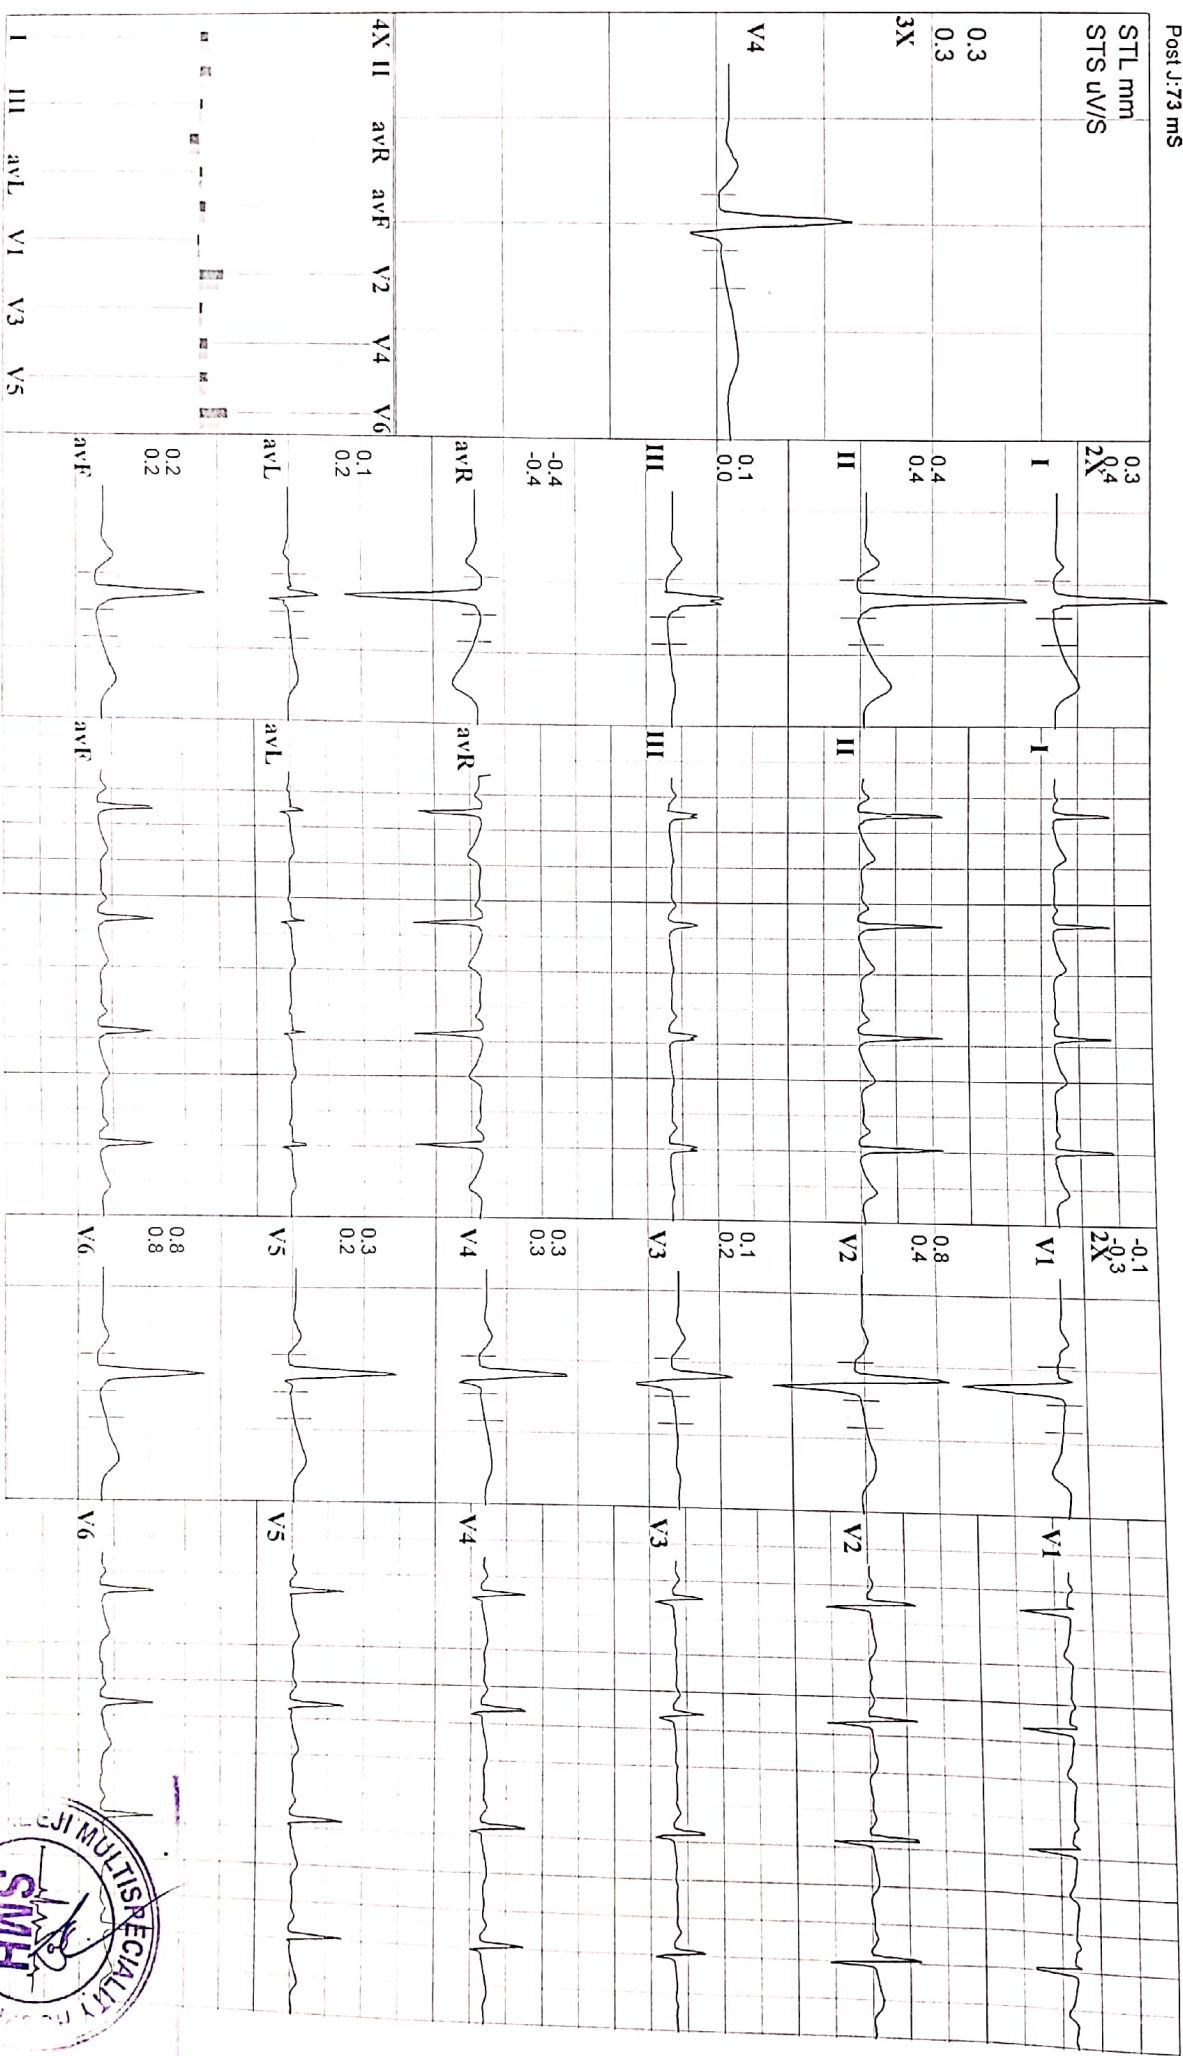 Post J:73 mS
STL mm
STS uV/S
0.3
0.3
3X
V4
4X II avR avF V2 V4 V6
I III avL V1 V3 V5
0.3
0.4
2X
I
0.4
0.4
II
0.1
0.0
III
-0.4
-0.4
avR
0.1
0.2
avL
0.2
0.2
avF
I
II
III
avR
avL
avF
-0.1
-0.3
2X
V1
0.8
0.4
V2
0.1
0.2
V3
0.3
0.3
V4
0.3
0.2
V5
0.8
0.8
V6
V1
V2
V3
V4
V5
V6
MULTISPECIALITY
SMH